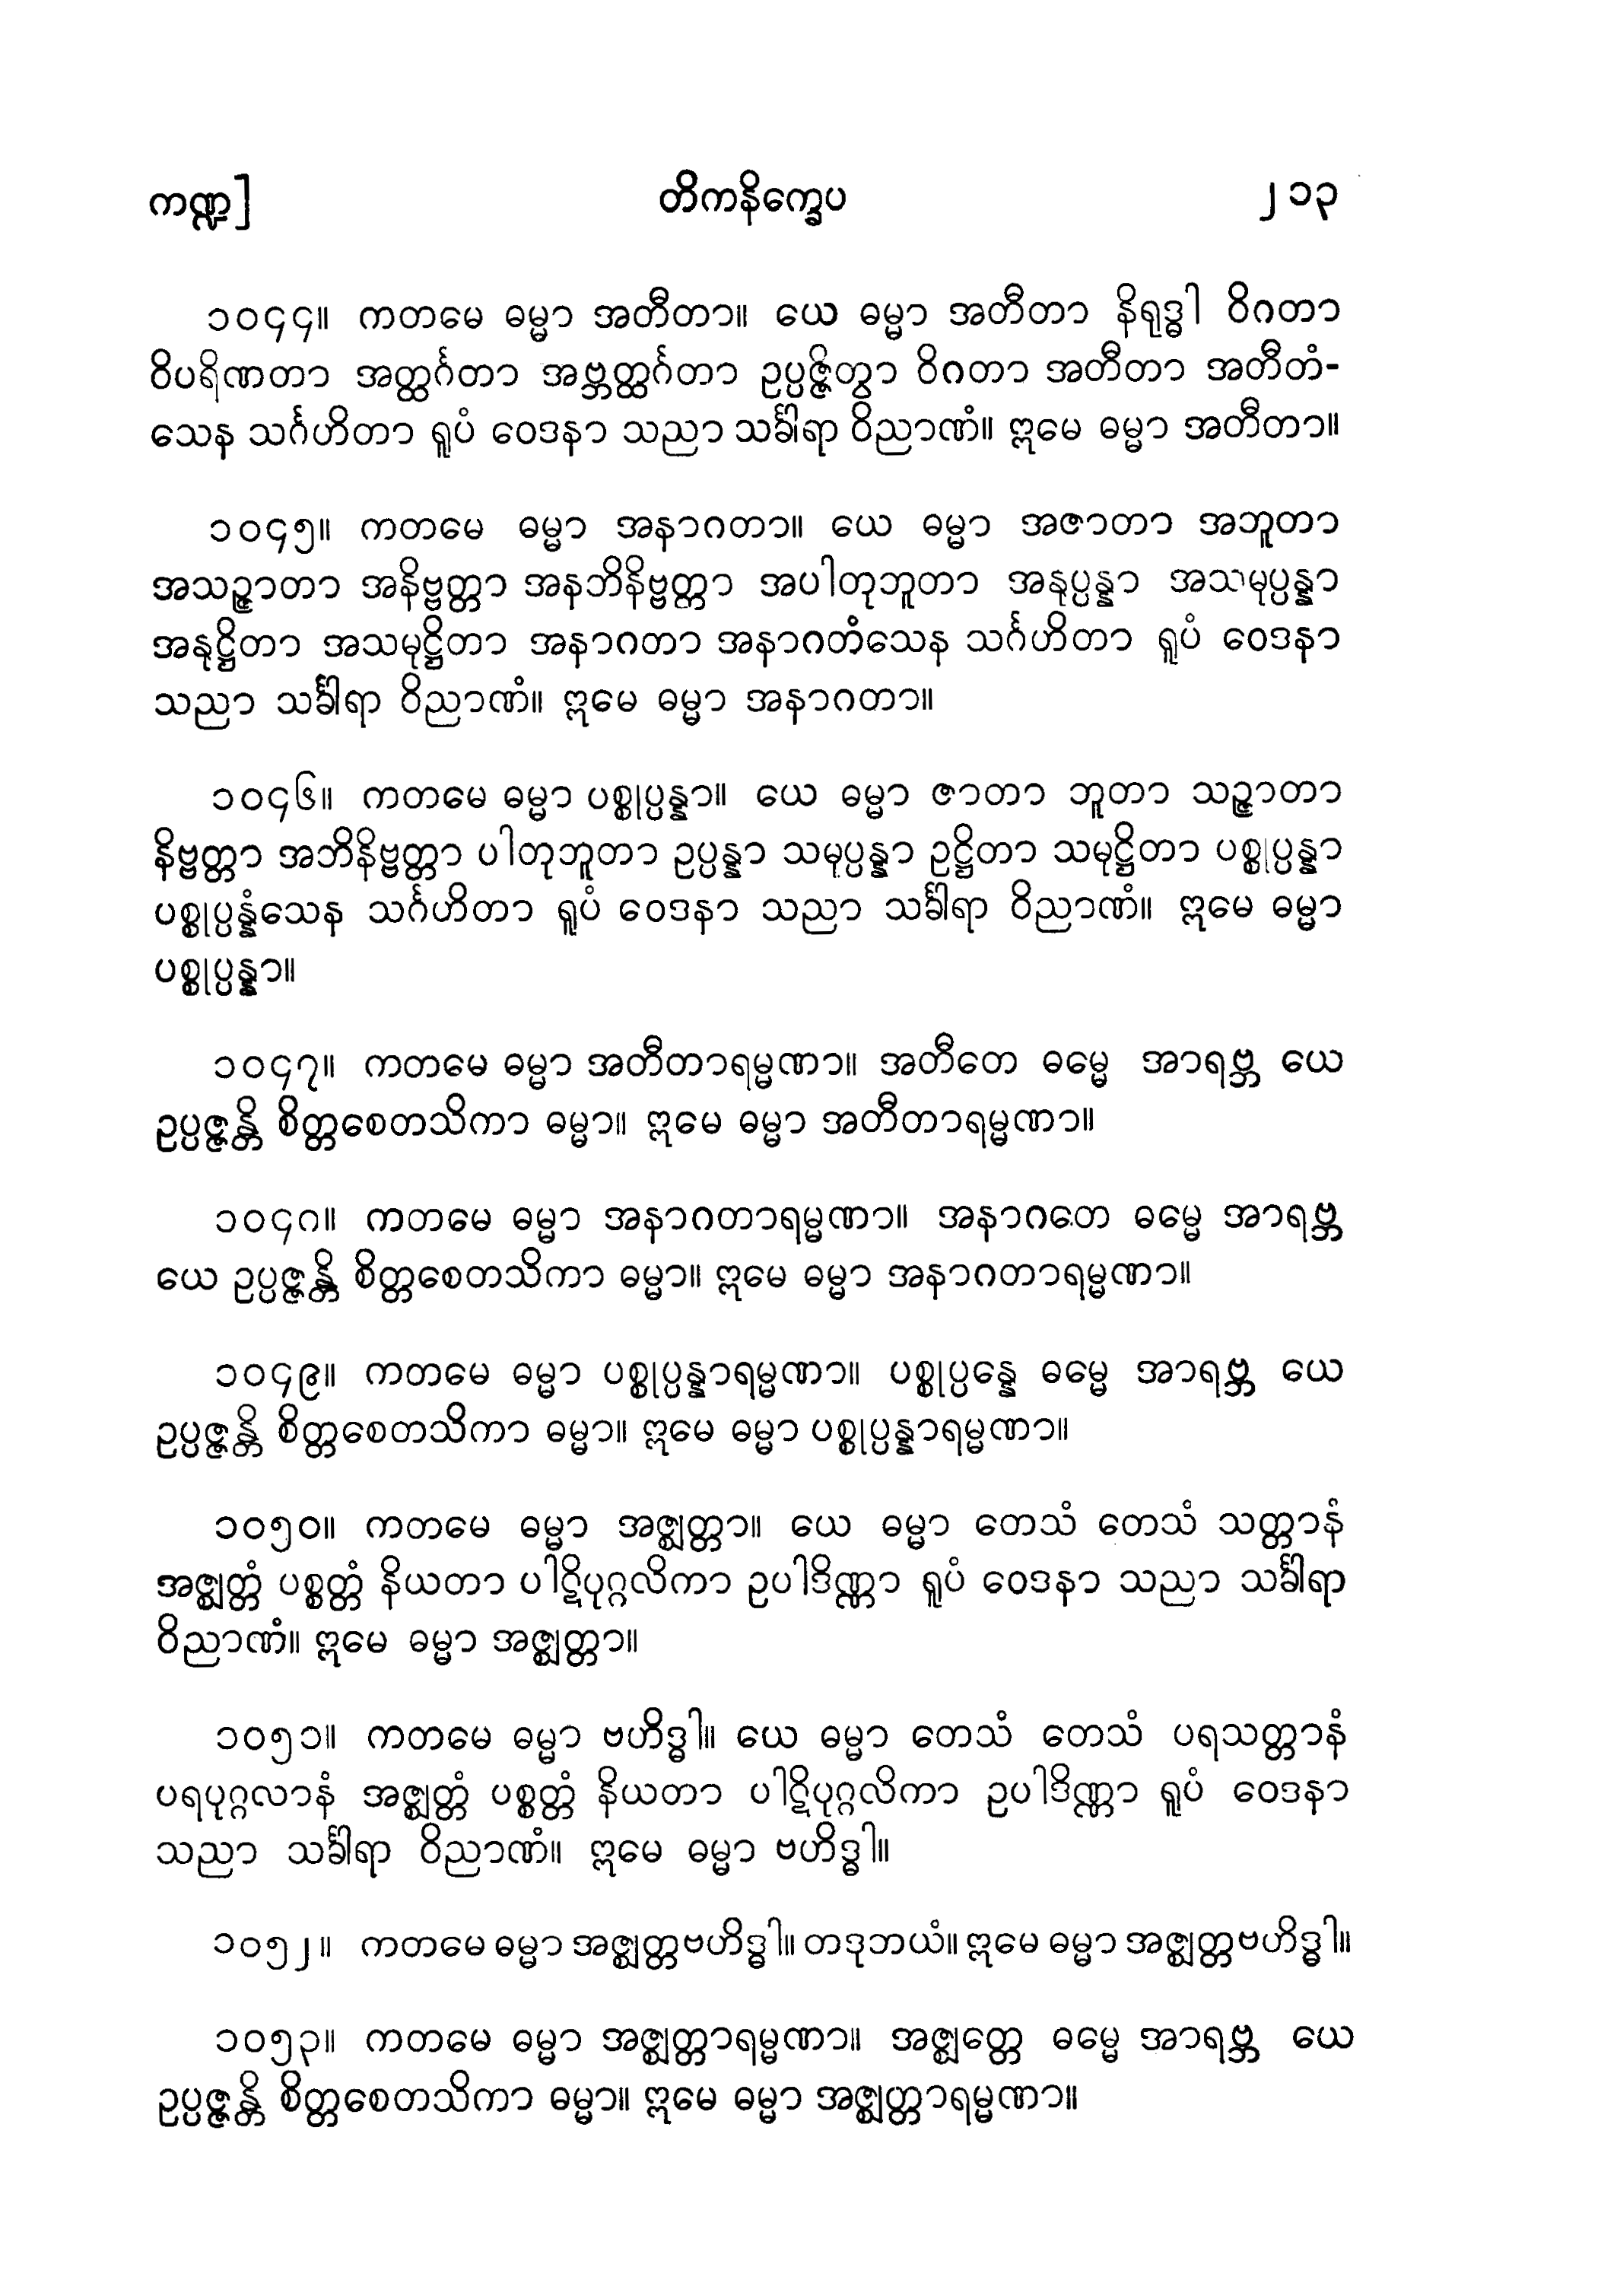 ကဏ္ဍ] တိကနိက္ခေပ ၂၁၃
၁၀၄၄။ ကတမေ ဓမ္မာ အတီတာ။ ယေ ဓမ္မာ အတီတာ နိရုဒ္ဓါ ဝိဂတာ
ဝိပရိဏတာ အတ္ထင်္ဂတာ အဗ္ဘတ္ထင်္ဂတာ ဥပ္ပဇ္ဇိတွာ ဝိဂတာ အတီတာ အတီတံ-
သေန သင်္ဂဟိတာ ရူပံ ဝေဒနာ သညာ သင်္ခါရာ ဝိညာဏံ။ ဣမေ ဓမ္မာ အတီတာ။
၁၀၄၅။ ကတမေ ဓမ္မာ အနာဂတာ။ ယေ ဓမ္မာ အဇာတာ အဘူတာ
အသဉ္ဇာတာ အနိဗ္ဗတ္တာ အနဘိနိဗ္ဗတ္တာ အပါတုဘူတာ အနုပ္ပန္နာ အသမုပ္ပန္နာ
အနုဋ္ဌိတာ အသမုဋ္ဌိတာ အနာဂတာ အနာဂတံသေန သင်္ဂဟိတာ ရူပံ ဝေဒနာ
သညာ သင်္ခါရာ ဝိညာဏံ။ ဣမေ ဓမ္မာ အနာဂတာ။
၁၀၄၆။ ကတမေ ဓမ္မာ ပစ္စုပ္ပန္နာ။ ယေ ဓမ္မာ ဇာတာ ဘူတာ သဉ္ဇာတာ
နိဗ္ဗတ္တာ အဘိနိဗ္ဗတ္တာ ပါတုဘူတာ ဥပ္ပန္နာ သမုပ္ပန္နာ ဥဋ္ဌိတာ သမုဋ္ဌိတာ ပစ္စုပ္ပန္နာ
ပစ္စုပ္ပန္နံသေန သင်္ဂဟိတာ ရူပံ ဝေဒနာ သညာ သင်္ခါရာ ဝိညာဏံ။ ဣမေ ဓမ္မာ
ပစ္စုပ္ပန္နာ။
၁၀၄၇။ ကတမေ ဓမ္မာ အတီတာရမ္မဏာ။ အတီတေ ဓမ္မေ အာရဗ္ဘ ယေ
ဥပ္ပဇ္ဇန္တိ စိတ္တစေတသိကာ ဓမ္မာ။ ဣမေ ဓမ္မာ အတီတာရမ္မဏာ။
၁၀၄၈။ ကတမေ ဓမ္မာ အနာဂတာရမ္မဏာ။ အနာဂတေ ဓမ္မေ အာရဗ္ဘ
ယေ ဥပ္ပဇ္ဇန္တိ စိတ္တစေတသိကာ ဓမ္မာ။ ဣမေ ဓမ္မာ အနာဂတာရမ္မဏာ။
၁၀၄၉။ ကတမေ ဓမ္မာ ပစ္စုပ္ပန္နာရမ္မဏာ။ ပစ္စုပ္ပန္နေ ဓမ္မေ အာရဗ္ဘ ယေ
ဥပ္ပဇ္ဇန္တိ စိတ္တစေတသိကာ ဓမ္မာ။ ဣမေ ဓမ္မာ ပစ္စုပ္ပန္နာရမ္မဏာ။
၁၀၅၀။ ကတမေ ဓမ္မာ အဇ္ဈတ္တာ။ ယေ ဓမ္မာ တေသံ တေသံ သတ္တာနံ
အဇ္ဈတ္တံ ပစ္စတ္တံ နိယတာ ပါဋိပုဂ္ဂလိကာ ဥပါဒိဏ္ဏာ ရူပံ ဝေဒနာ သညာ သင်္ခါရာ
ဝိညာဏံ။ ဣမေ ဓမ္မာ အဇ္ဈတ္တာ။
၁၀၅၁။ ကတမေ ဓမ္မာ ဗဟိဒ္ဓါ။ ယေ ဓမ္မာ တေသံ တေသံ ပရသတ္တာနံ
ပရပုဂ္ဂလာနံ အဇ္ဈတ္တံ ပစ္စတ္တံ နိယတာ ပါဋိပုဂ္ဂလိကာ ဥပါဒိဏ္ဏာ ရူပံ ဝေဒနာ
သညာ သင်္ခါရာ ဝိညာဏံ။ ဣမေ ဓမ္မာ ဗဟိဒ္ဓါ။
၁၀၅၂။ ကတမေ ဓမ္မာ အဇ္ဈတ္တဗဟိဒ္ဓါ။ တဒုဘယံ။ ဣမေ ဓမ္မာ အဇ္ဈတ္တဗဟိဒ္ဓါ။
၁၀၅၃။ ကတမေ ဓမ္မာ အဇ္ဈတ္တာရမ္မဏာ။ အဇ္ဈတ္တေ ဓမ္မေ အာရဗ္ဘ ယေ
ဥပ္ပဇ္ဇန္တိ စိတ္တစေတသိကာ ဓမ္မာ။ ဣမေ ဓမ္မာ အဇ္ဈတ္တာရမ္မဏာ။